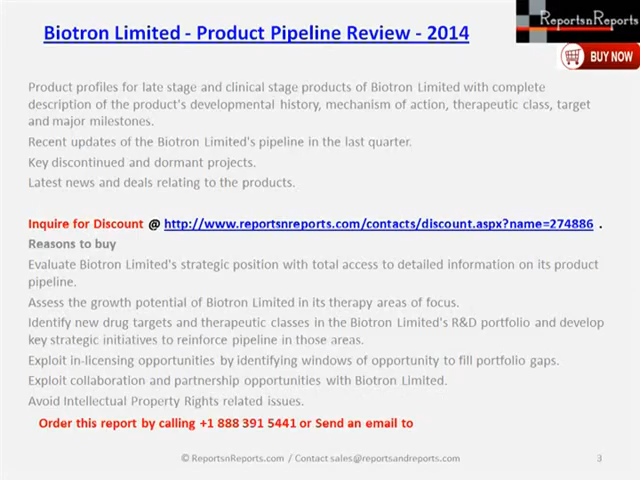 Biotron Limited - Product Pipeline Review - 2014
ReportsnReports
BUY NOW
Product profiles for late stage and clinical stage products of Biotron Limited with complete
description of the product's developmental history, mechanism of action, therapeutic class, target
and major milestones.
Recent updates of the Biotron Limited's pipeline in the last quarter.
Key discontinued and dormant projects.
Latest news and deals relating to the products.
Inquire for Discount @ http://www.reportsnreports.com/contacts/discount.aspx?name=274886 .
Reasons to buy
Evaluate Biotron Limited's strategic position with total access to detailed information on its product
pipeline.
Assess the growth potential of Biotron Limited in its therapy areas of focus.
Identify new drug targets and therapeutic classes in the Biotron Limited's R&D portfolio and develop
key strategic initiatives to reinforce pipeline in those areas.
Exploit in-licensing opportunities by identifying windows of opportunity to fill portfolio gaps.
Exploit collaboration and partnership opportunities with Biotron Limited.
Avoid Intellectual Property Rights related issues.
Order this report by calling +1 888 391 5441 or Send an email to
© ReportsnReports.com / Contact sales@reportsandreports.com
3